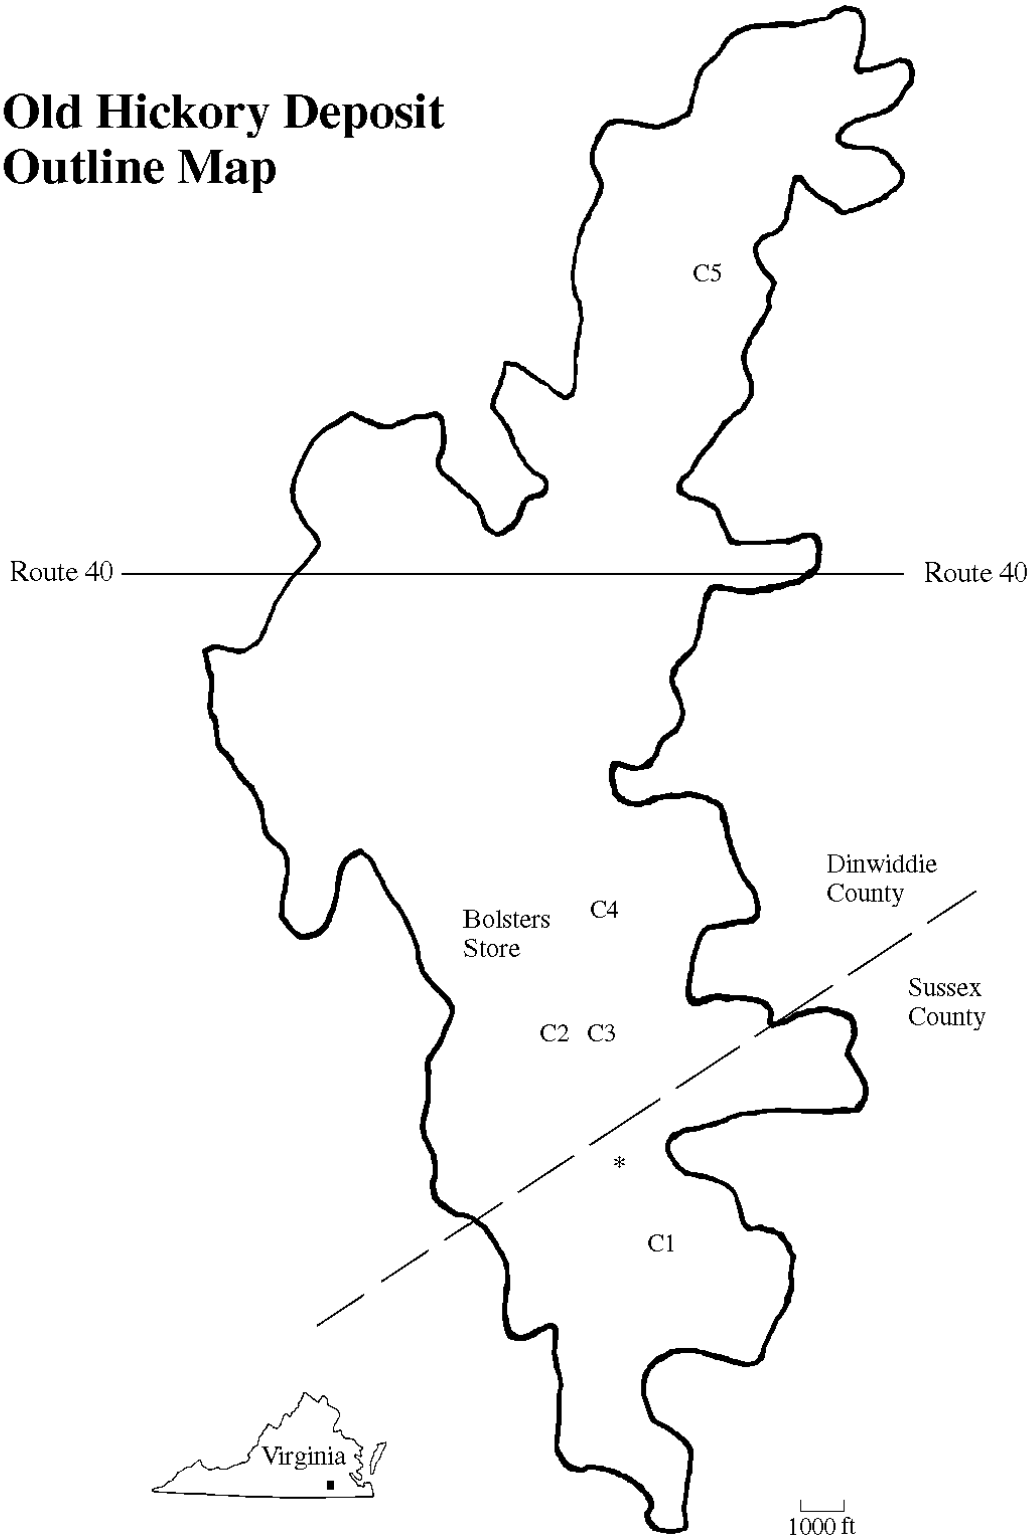 Old Hickory Deposit
Outline Map
C5
Route 40
Route 40
Dinwiddie
County
Bolsters
Store
C4
Sussex
County
C2
C3
*
C1
Virginia
1000 ft